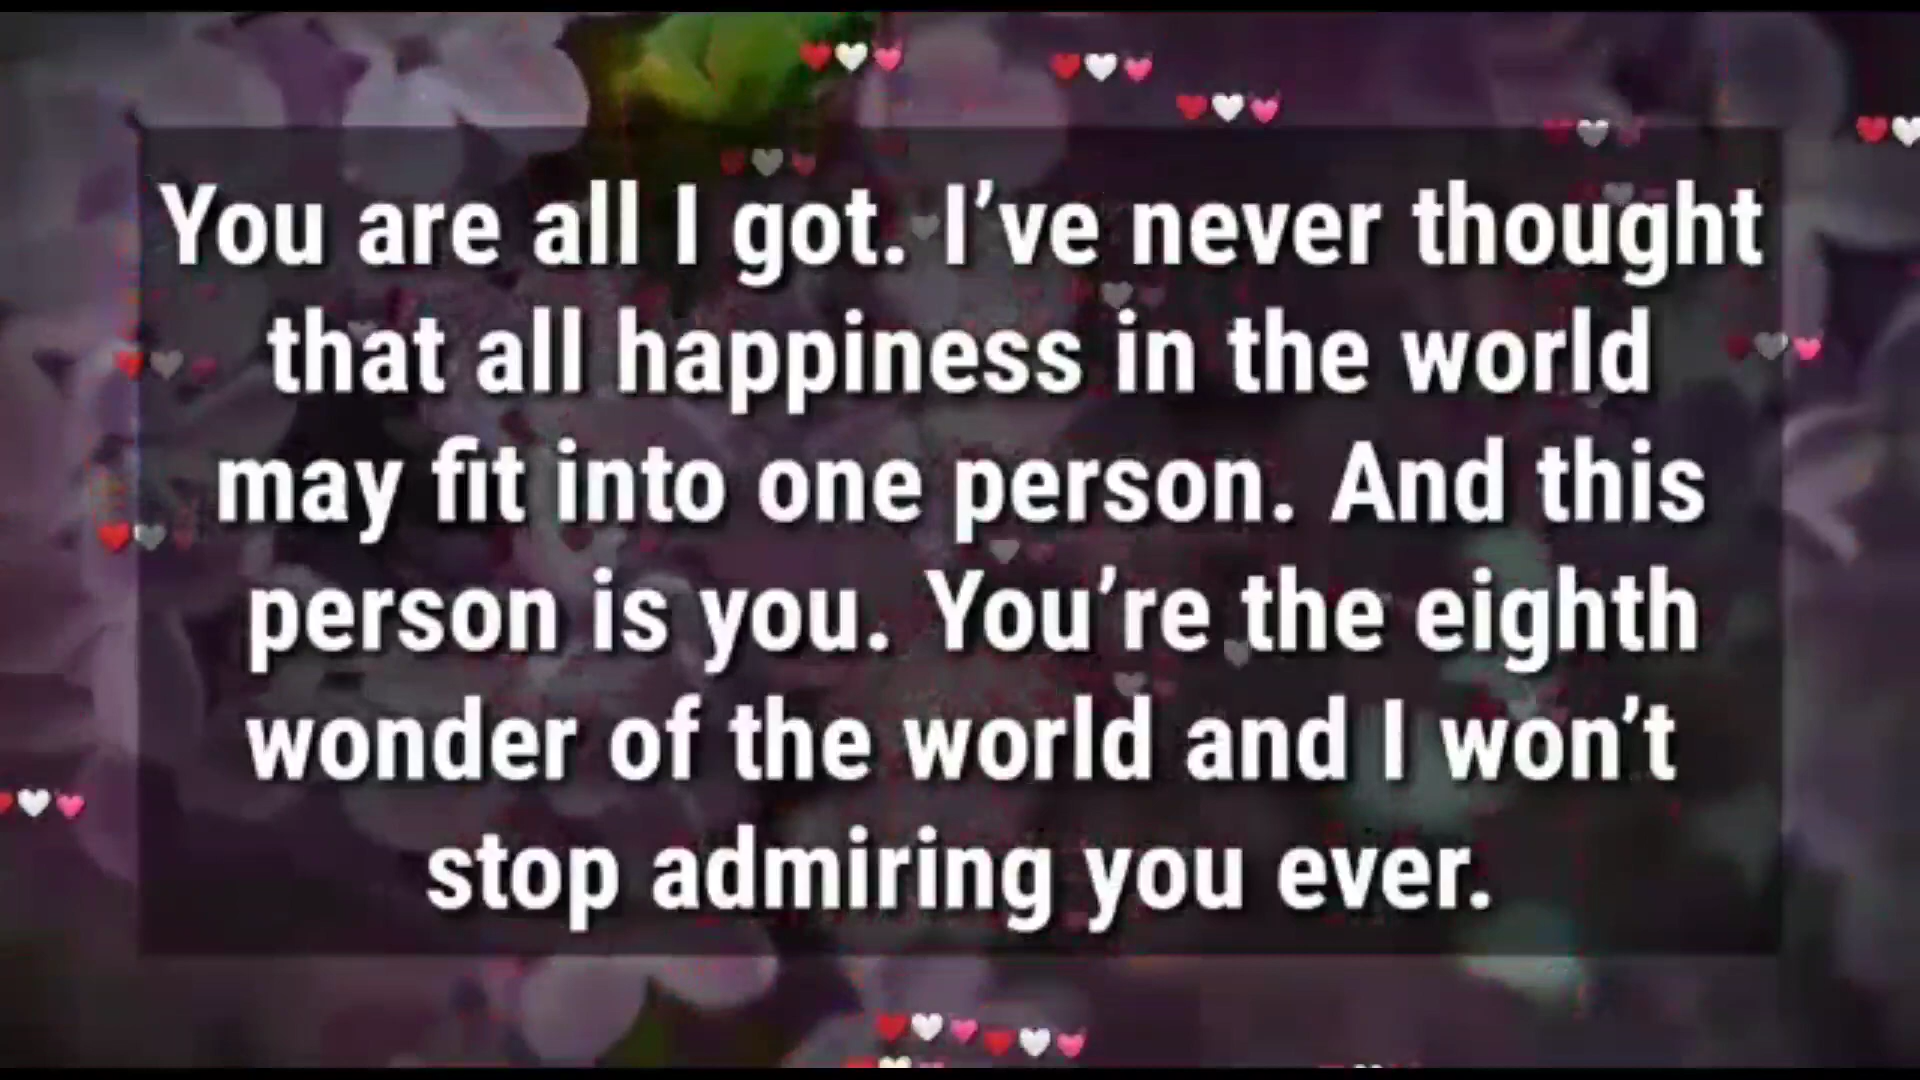 You are all I got. I’ve never thought
that all happiness in the world
may fit into one person. And this
person is you. You’re the eighth
wonder of the world and I won’t
stop admiring you ever.